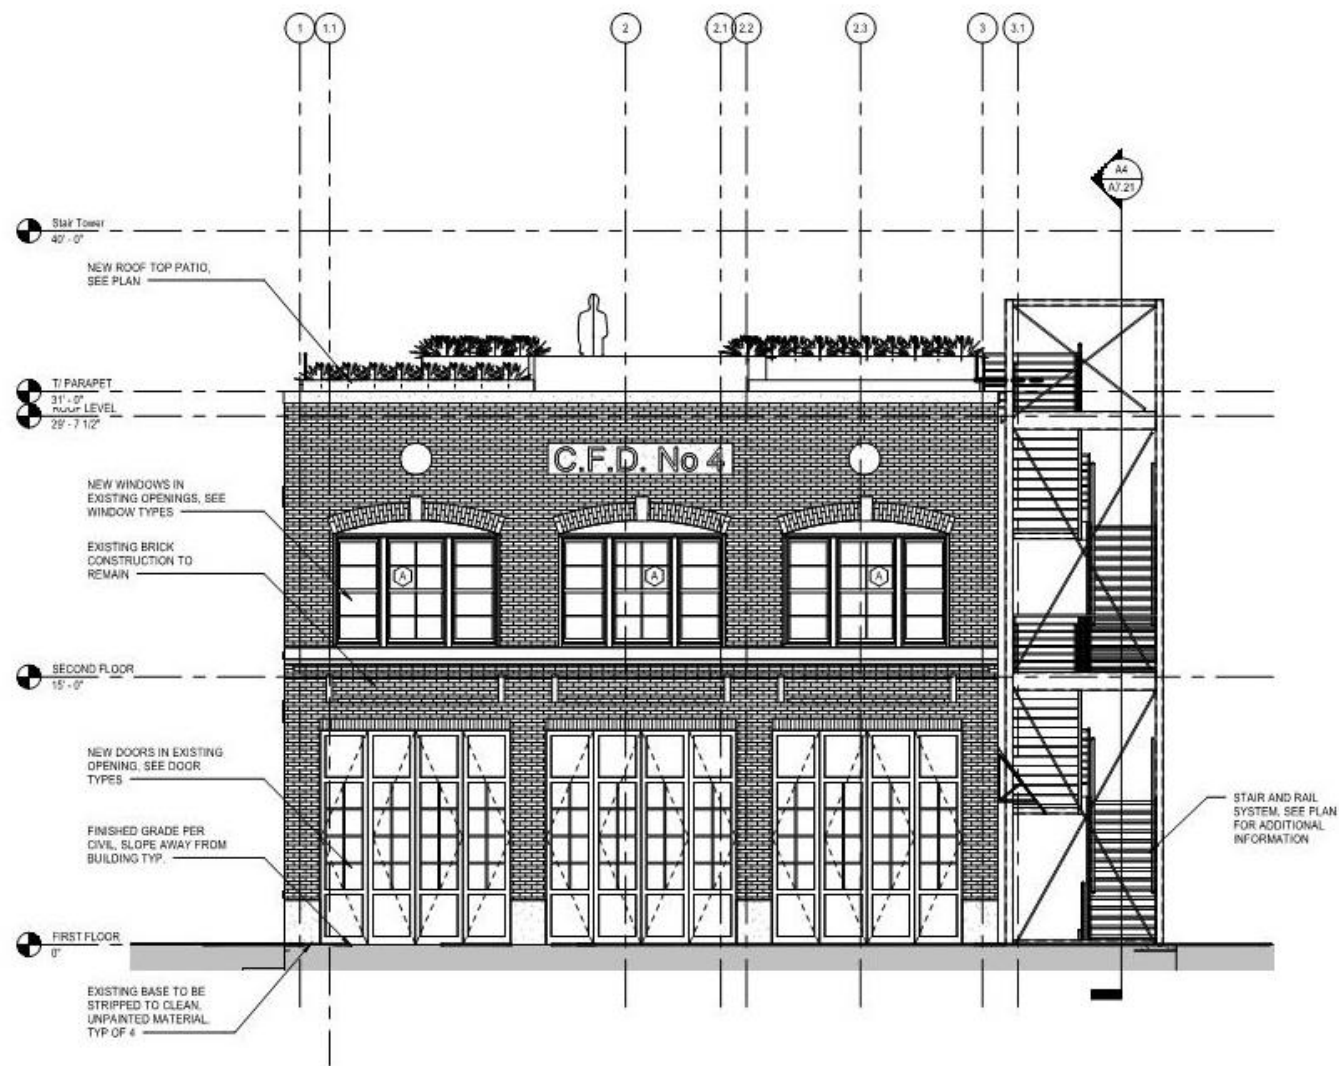 1
1.1
2
2.1
2.2
2.3
3
3.1
A4
A7.21
Stair Tower
40' - 0"
NEW ROOF TOP PATIO,
SEE PLAN
T/ PARAPET
31' - 0"
ROOF LEVEL
29' - 7 1/2"
C.F.D. No 4
NEW WINDOWS IN
EXISTING OPENINGS, SEE
WINDOW TYPES
EXISTING BRICK
CONSTRUCTION TO
REMAIN
A
A
A
SECOND FLOOR
15' - 0"
NEW DOORS IN EXISTING
OPENING, SEE DOOR
TYPES
STAIR AND RAIL
SYSTEM, SEE PLAN
FOR ADDITIONAL
INFORMATION
FINISHED GRADE PER
CIVIL, SLOPE AWAY FROM
BUILDING TYP.
FIRST FLOOR
0"
EXISTING BASE TO BE
STRIPPED TO CLEAN,
UNPAINTED MATERIAL,
TYP OF 4